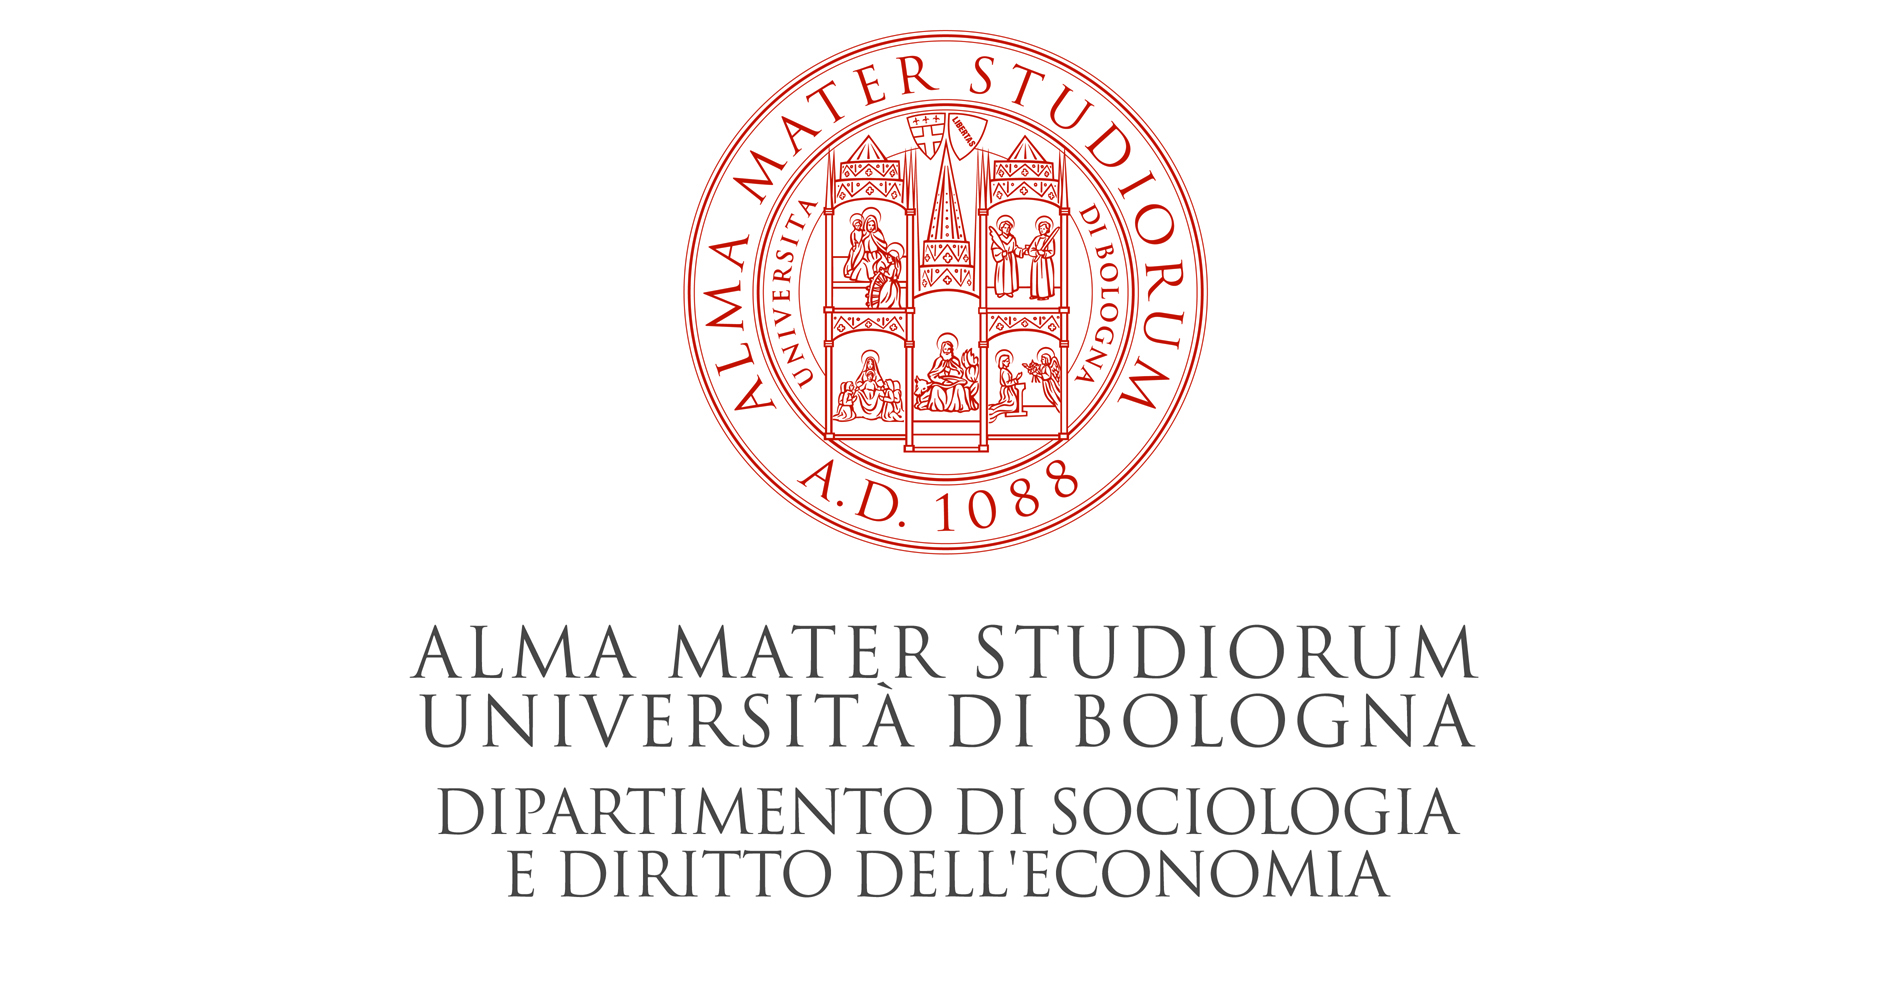 ALMA MATER STUDIORUM
LIBERTAS
UNIVERSITA
DI BOLOGNA
A.D. 1088
ALMA MATER STUDIORUM
UNIVERSITÀ DI BOLOGNA
DIPARTIMENTO DI SOCIOLOGIA
E DIRITTO DELL'ECONOMIA